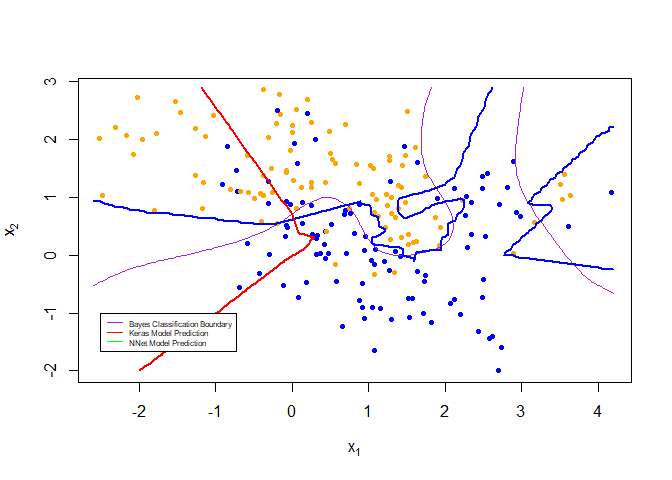 3
2
1
0
-1
-2
x2
Bayes Classification Boundary
Keras Model Prediction
NNet Model Prediction
-2 -1 0 1 2 3 4
x1